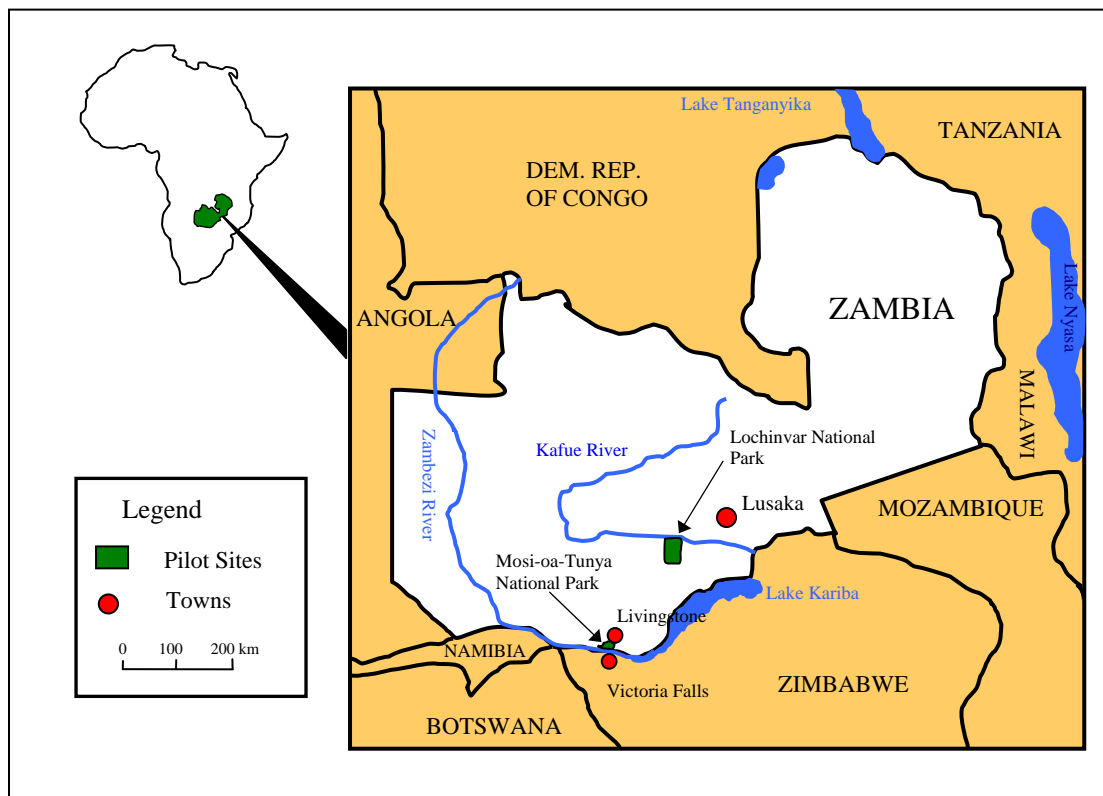 Lake Tanganyika
TANZANIA
DEM. REP.
OF CONGO
Lake Nyasa
ZAMBIA
ANGOLA
MALAWI
Zambezi River
Kafue River
Lochinvar National
Park
Lusaka
MOZAMBIQUE
Legend
Pilot Sites
Towns
0 100 200 km
Mosi-oa-Tunya
National Park
Lake Kariba
Livingstone
NAMIBIA
Victoria Falls
ZIMBABWE
BOTSWANA